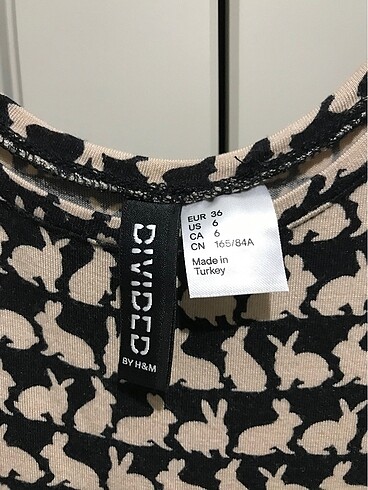 DIVIDED
BY H&M
EUR 36
US 6
CA 6
CN 165/84A
Made in
Turkey